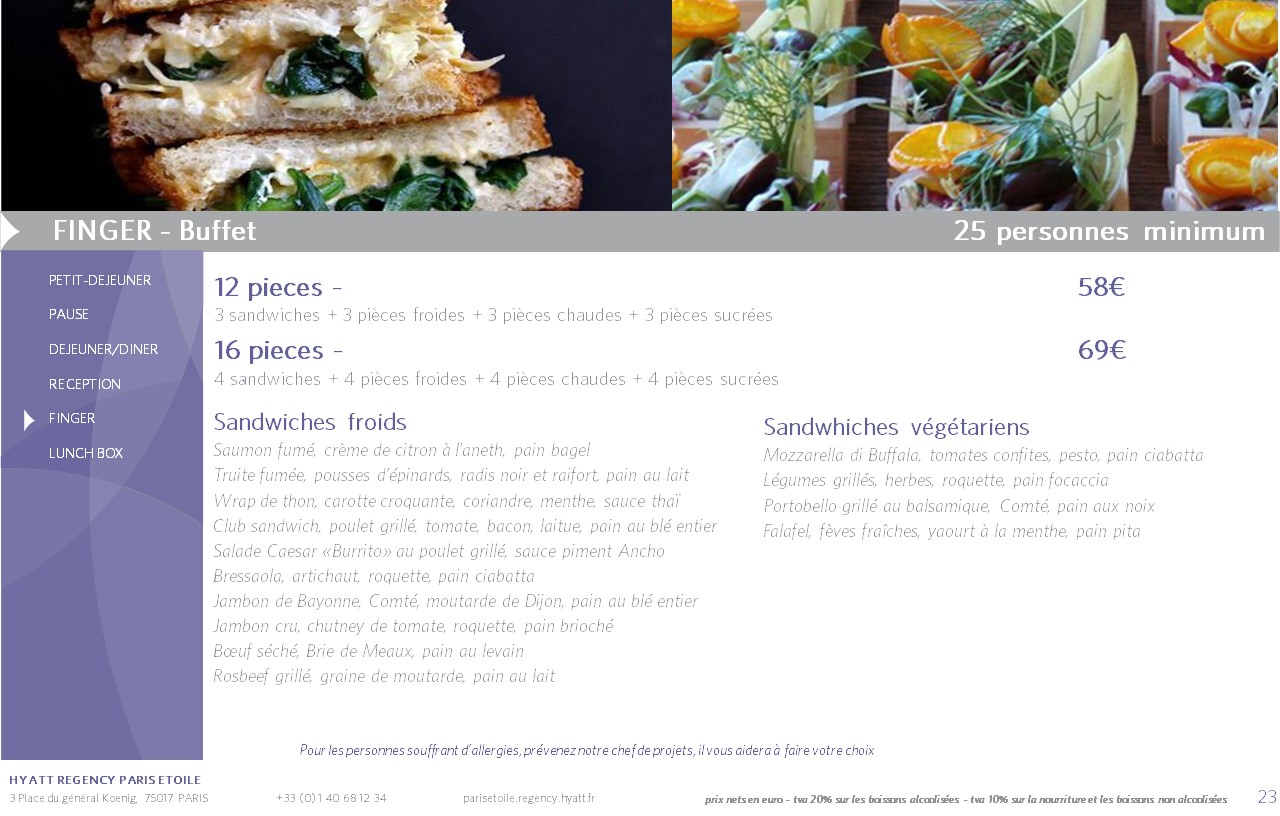 FINGER - Buffet 25 personnes minimum
PETIT-DEJEUNER
PAUSE
DEJEUNER/DINER
RECEPTION
FINGER
LUNCH BOX
12 pieces - 58€
3 sandwiches + 3 pièces froides + 3 pièces chaudes + 3 pièces sucrées
16 pieces - 69€
4 sandwiches + 4 pièces froides + 4 pièces chaudes + 4 pièces sucrées
Sandwiches froids
Saumon fumé, crème de citron à l'aneth, pain bagel
Truite fumée, pousses d'épinards, radis noir et raifort, pain au lait
Wrap de thon, carotte croquante, coriandre, menthe, sauce thaï
Club sandwich, poulet grillé, tomate, bacon, laitue, pain au blé entier
Salade Caesar «Burrito» au poulet grillé, sauce piment Ancho
Bressaola, artichaut, roquette, pain ciabatta
Jambon de Bayonne, Comté, moutarde de Dijon, pain au blé entier
Jambon cru, chutney de tomate, roquette, pain brioché
Bœuf séché, Brie de Meaux, pain au levain
Rosbeef grillé, graine de moutarde, pain au lait
Sandwhiches végétariens
Mozzarella di Buffala, tomates confites, pesto, pain ciabatta
Légumes grillés, herbes, roquette, pain focaccia
Portobello grillé au balsamique, Comté, pain aux noix
Falafel, fèves fraîches, yaourt à la menthe, pain pita
Pour les personnes souffrant d'allergies, prévenez notre chef de projets, il vous aidera à faire votre choix
HYATT REGENCY PARIS ETOILE
3 Place du général Koenig, 75017 PARIS +33 (0) 1 40 68 12 34 parisetoile.regency.hyatt.fr prix nets en euro - tva 20% sur les boissons alcoolisées - tva 10% sur la nourriture et les boissons non alcoolisées 23